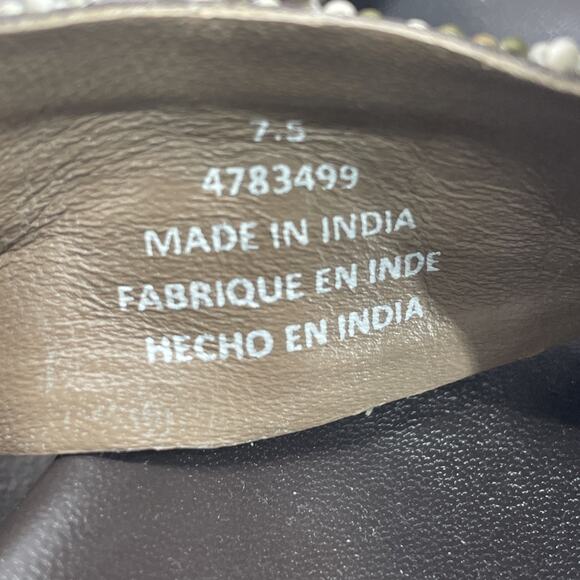 7.5
4783499
MADE IN INDIA
FABRIQUE EN INDE
HECHO EN INDIA